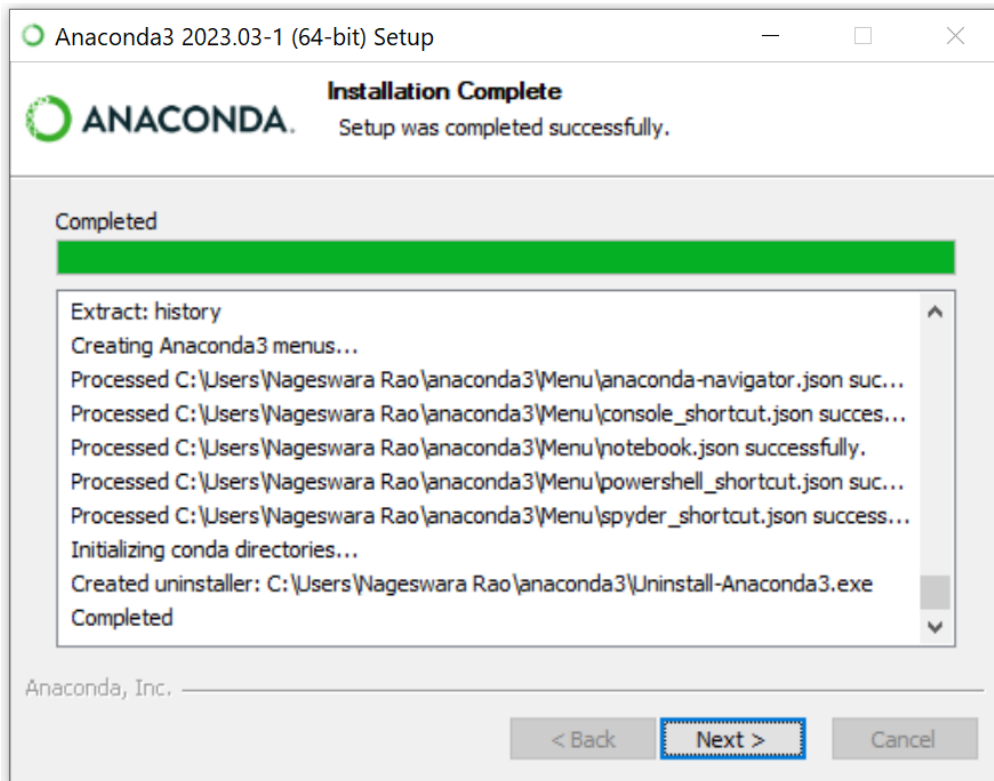 Anaconda3 2023.03-1 (64-bit) Setup
ANACONDA.
Installation Complete
Setup was completed successfully.
Completed
Extract: history
Creating Anaconda3 menus...
Processed C:\Users\Nageswara Rao\anaconda3\Menu\anaconda-navigator.json suc...
Processed C:\Users\Nageswara Rao\anaconda3\Menu\console_shortcut.json succes...
Processed C:\Users\Nageswara Rao\anaconda3\Menu\notebook.json successfully.
Processed C:\Users\Nageswara Rao\anaconda3\Menu\powershell_shortcut.json suc...
Processed C:\Users\Nageswara Rao\anaconda3\Menu\spyder_shortcut.json success...
Initializing conda directories...
Created uninstaller: C:\Users\Nageswara Rao\anaconda3\Uninstall-Anaconda3.exe
Completed
Anaconda, Inc.
< Back Next > Cancel